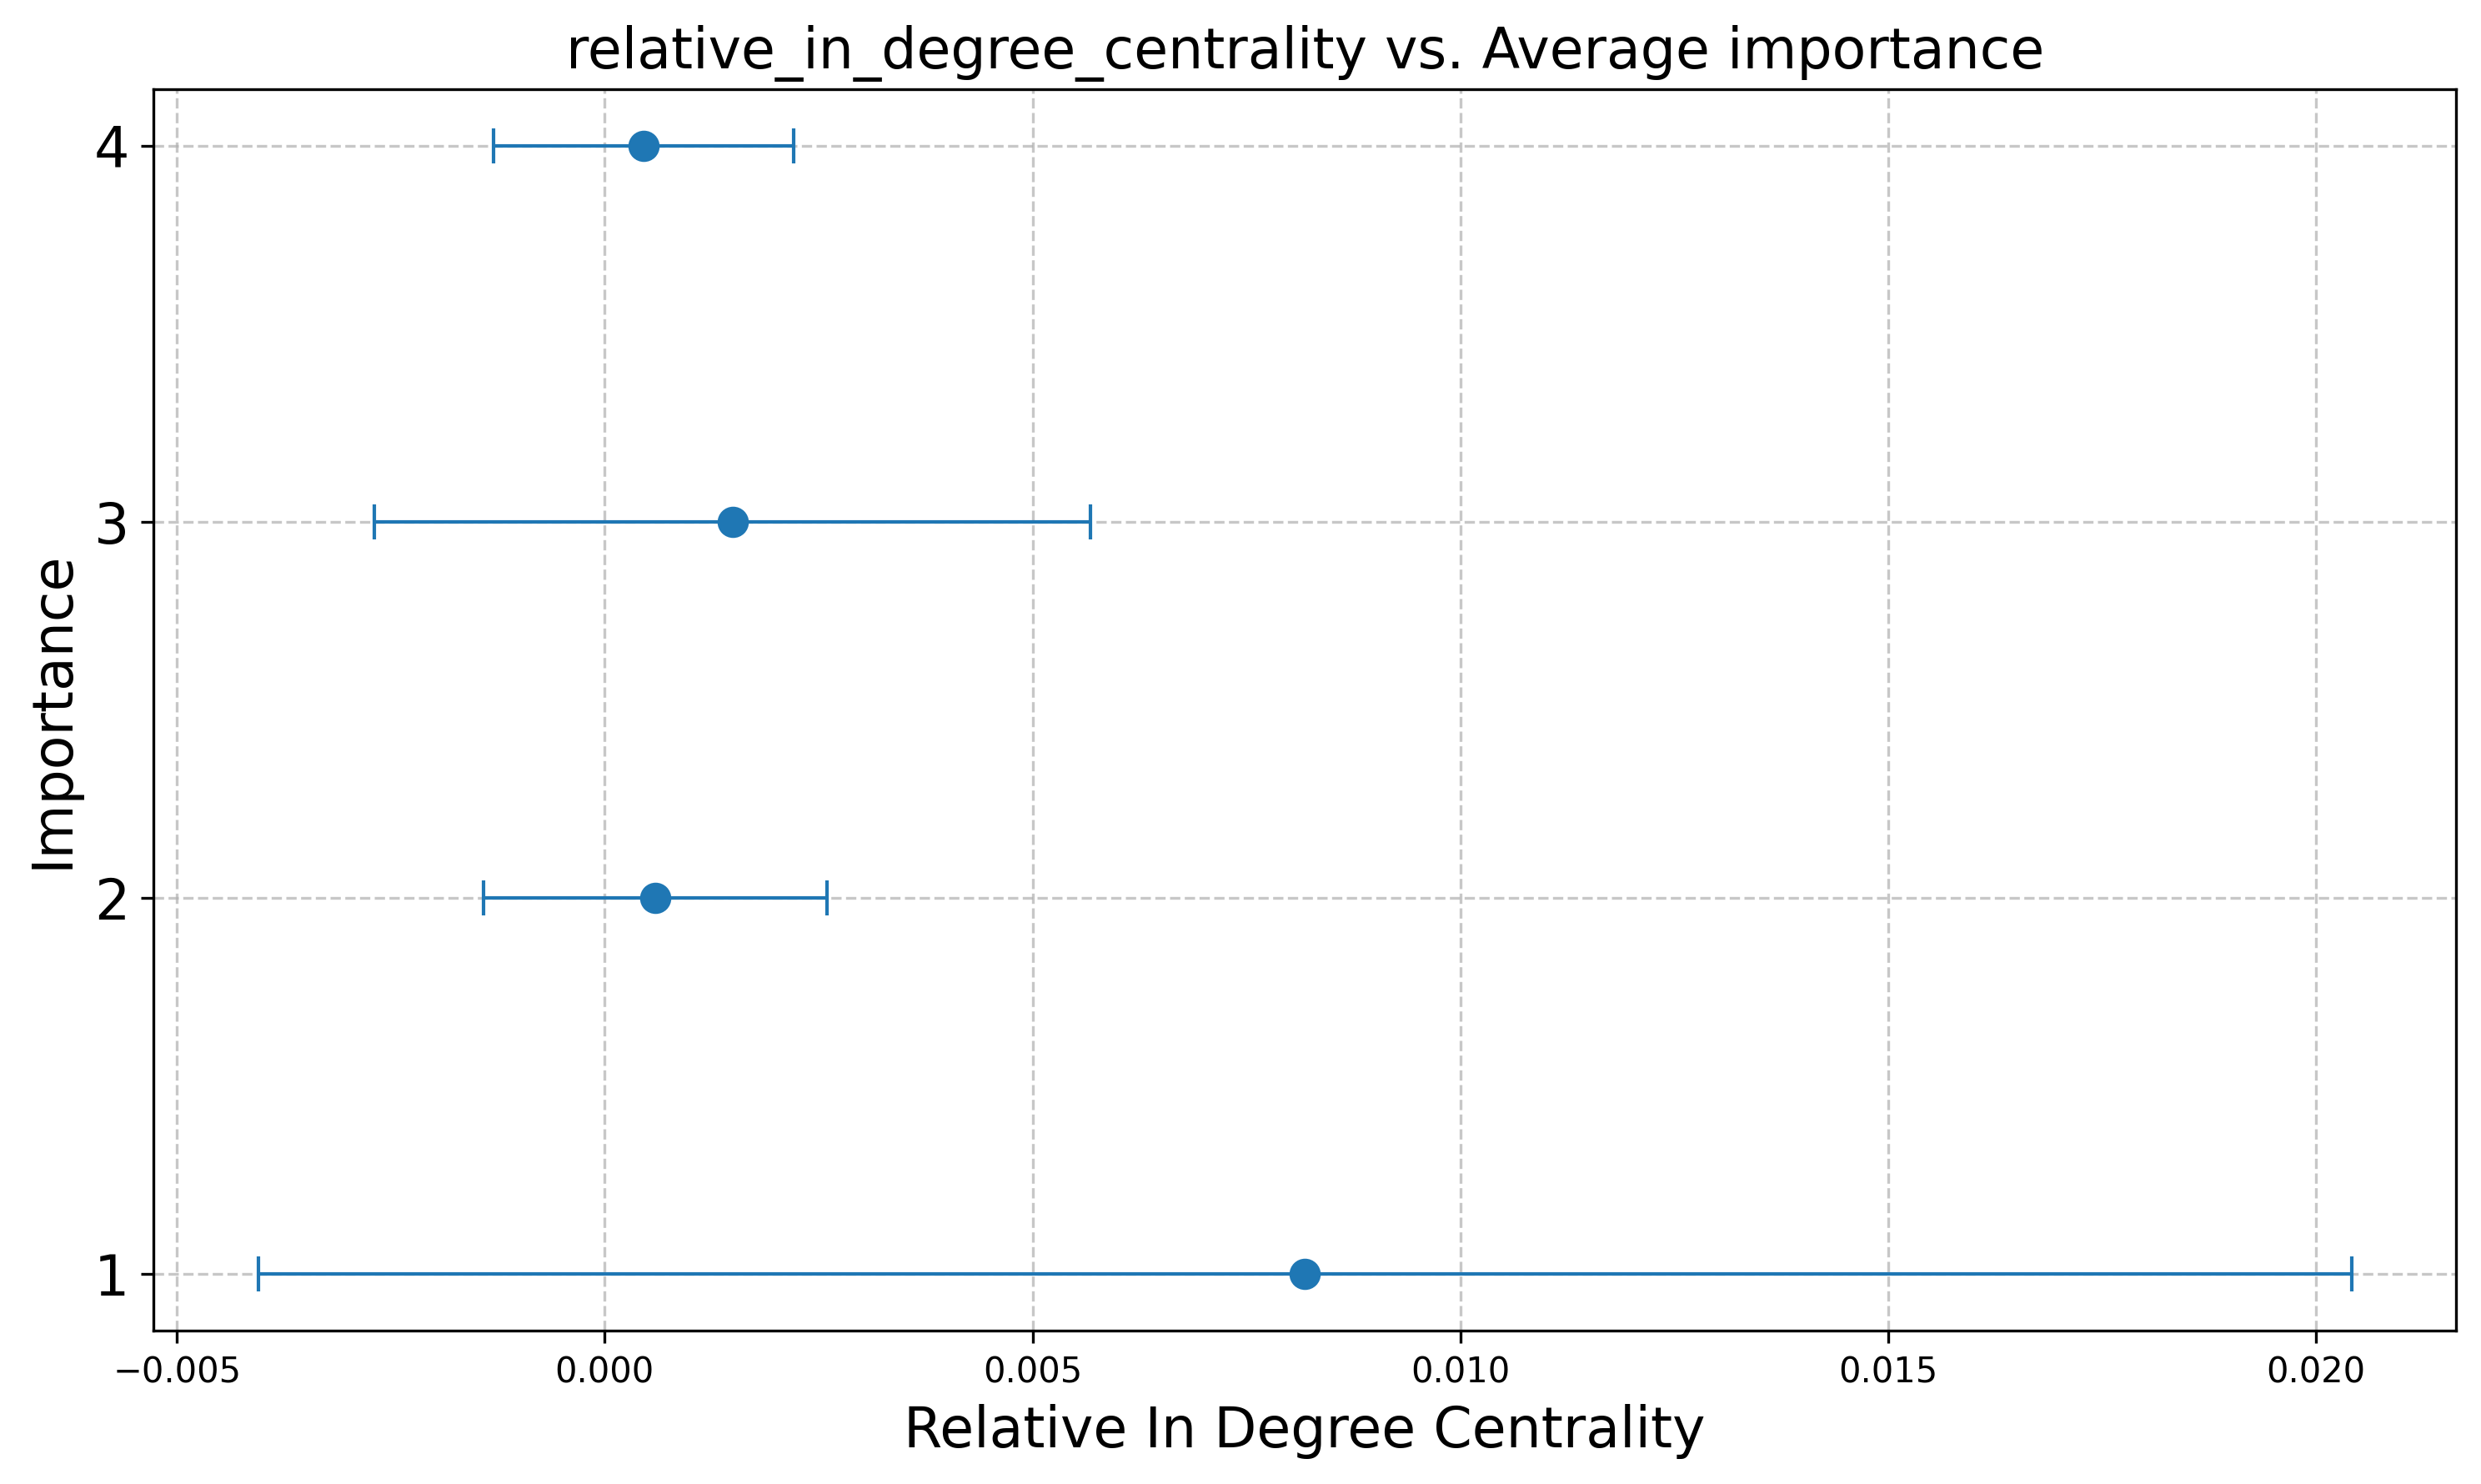 relative_in_degree_centrality vs. Average importance
Importance
4
3
2
1
−0.005 0.000 0.005 0.010 0.015 0.020
Relative In Degree Centrality